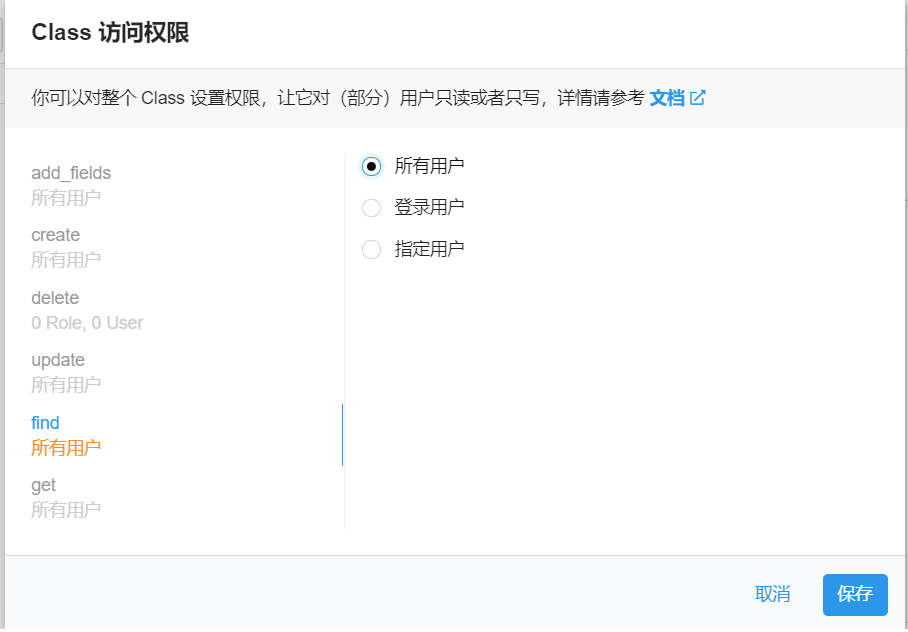 Class 访问权限
你可以对整个 Class 设置权限，让它对（部分）用户只读或者只写，详情请参考 文档
add_fields
所有用户
create
所有用户
delete
0 Role, 0 User
update
所有用户
find
所有用户
get
所有用户
所有用户
登录用户
指定用户
取消
保存